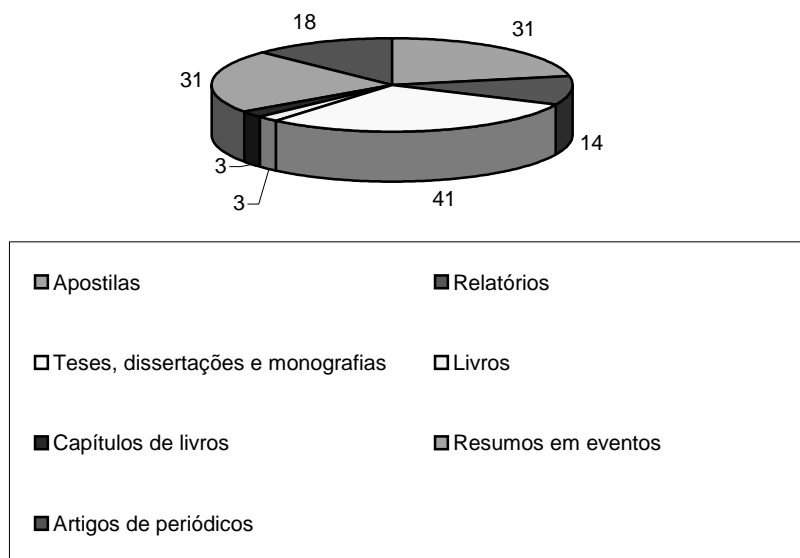 18
31
31
14
3
3
41
Apostilas
Relatórios
Teses, dissertações e monografias
Livros
Capítulos de livros
Resumos em eventos
Artigos de periódicos